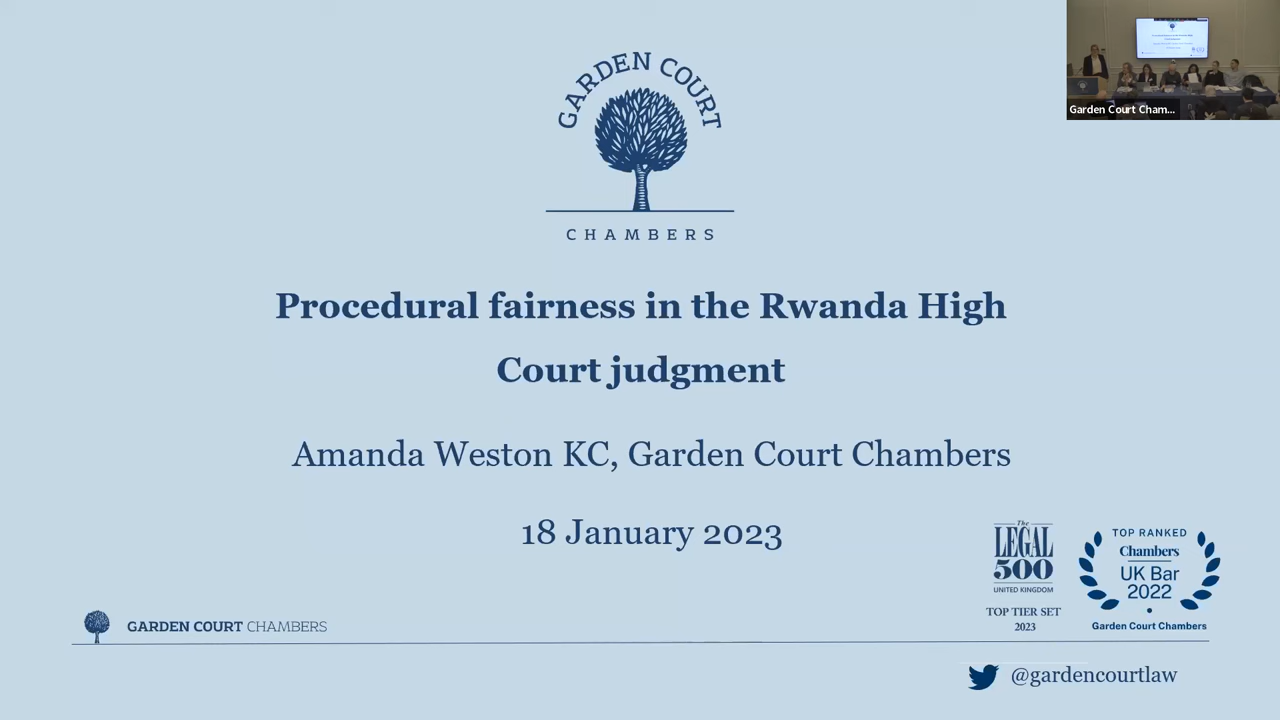 GARDEN COURT
CHAMBERS
Garden Court Cham...
Procedural fairness in the Rwanda High
Court judgment
Amanda Weston KC, Garden Court Chambers
18 January 2023
The
LEGAL
500
UNITED KINGDOM
TOP TIER SET
2023
TOP RANKED
Chambers
UK Bar
2022
Garden Court Chambers
GARDEN COURT CHAMBERS
@gardencourtlaw